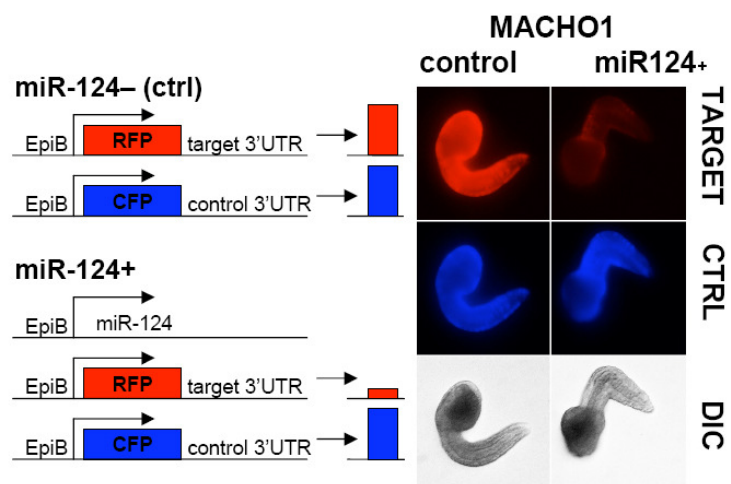 miR-124– (ctrl)
EpiB RFP target 3'UTR
EpiB CFP control 3'UTR
miR-124+
EpiB miR-124
EpiB RFP target 3'UTR
EpiB CFP control 3'UTR
MACHO1
control miR124+
TARGET
CTRL
DIC